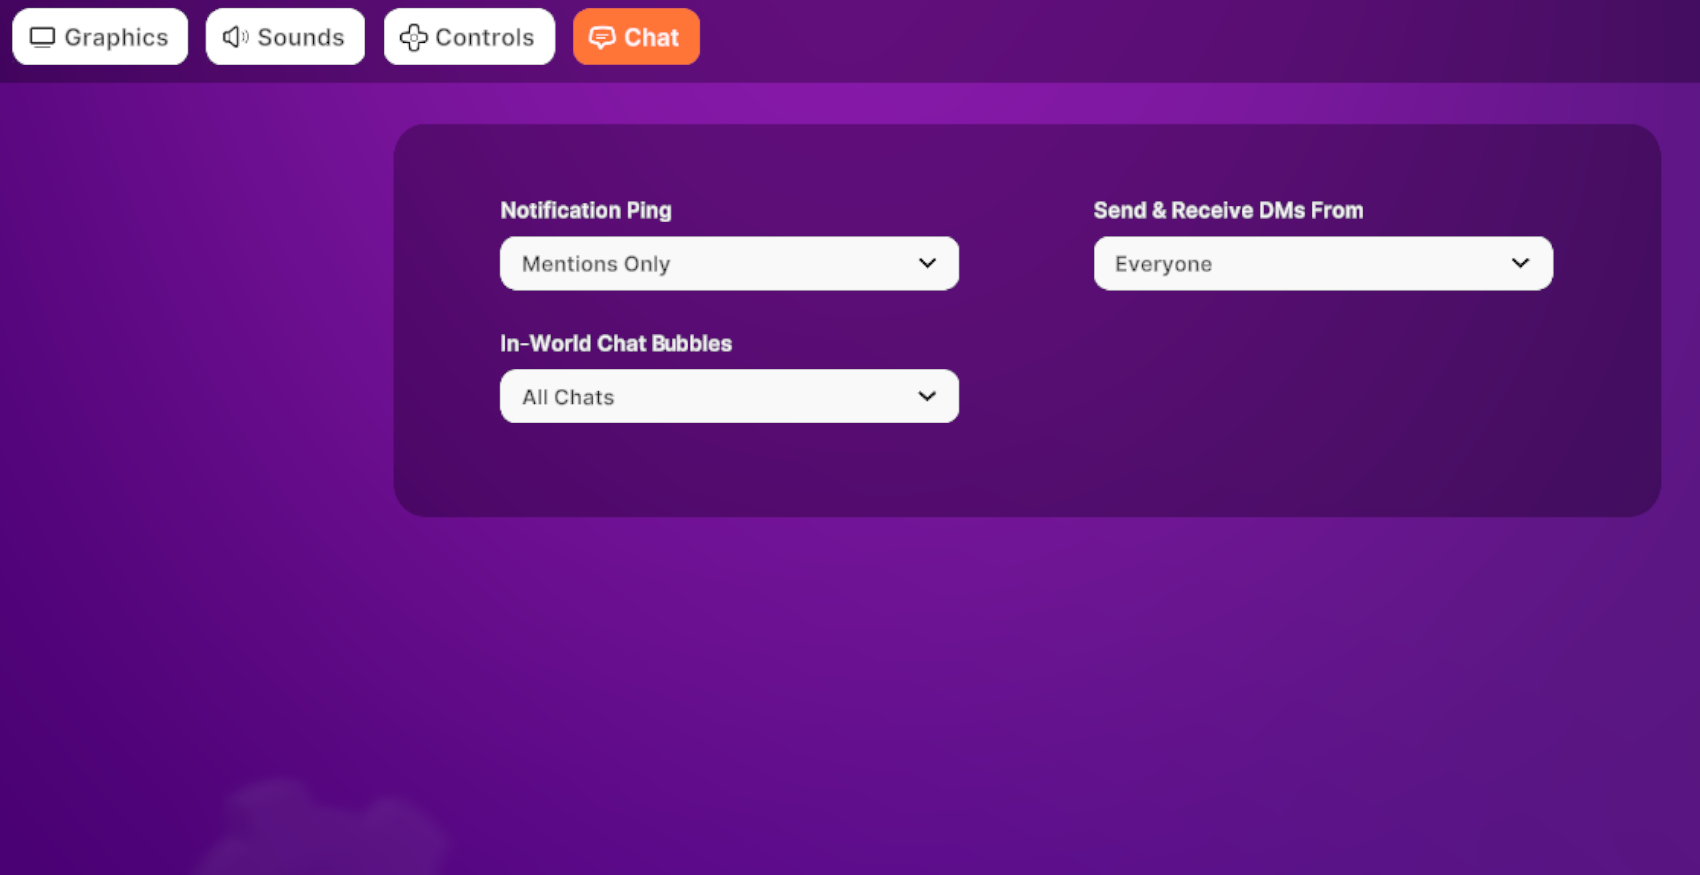 Graphics
Sounds
Controls
Chat
Notification Ping
Send & Receive DMs From
Mentions Only
Everyone
In-World Chat Bubbles
All Chats